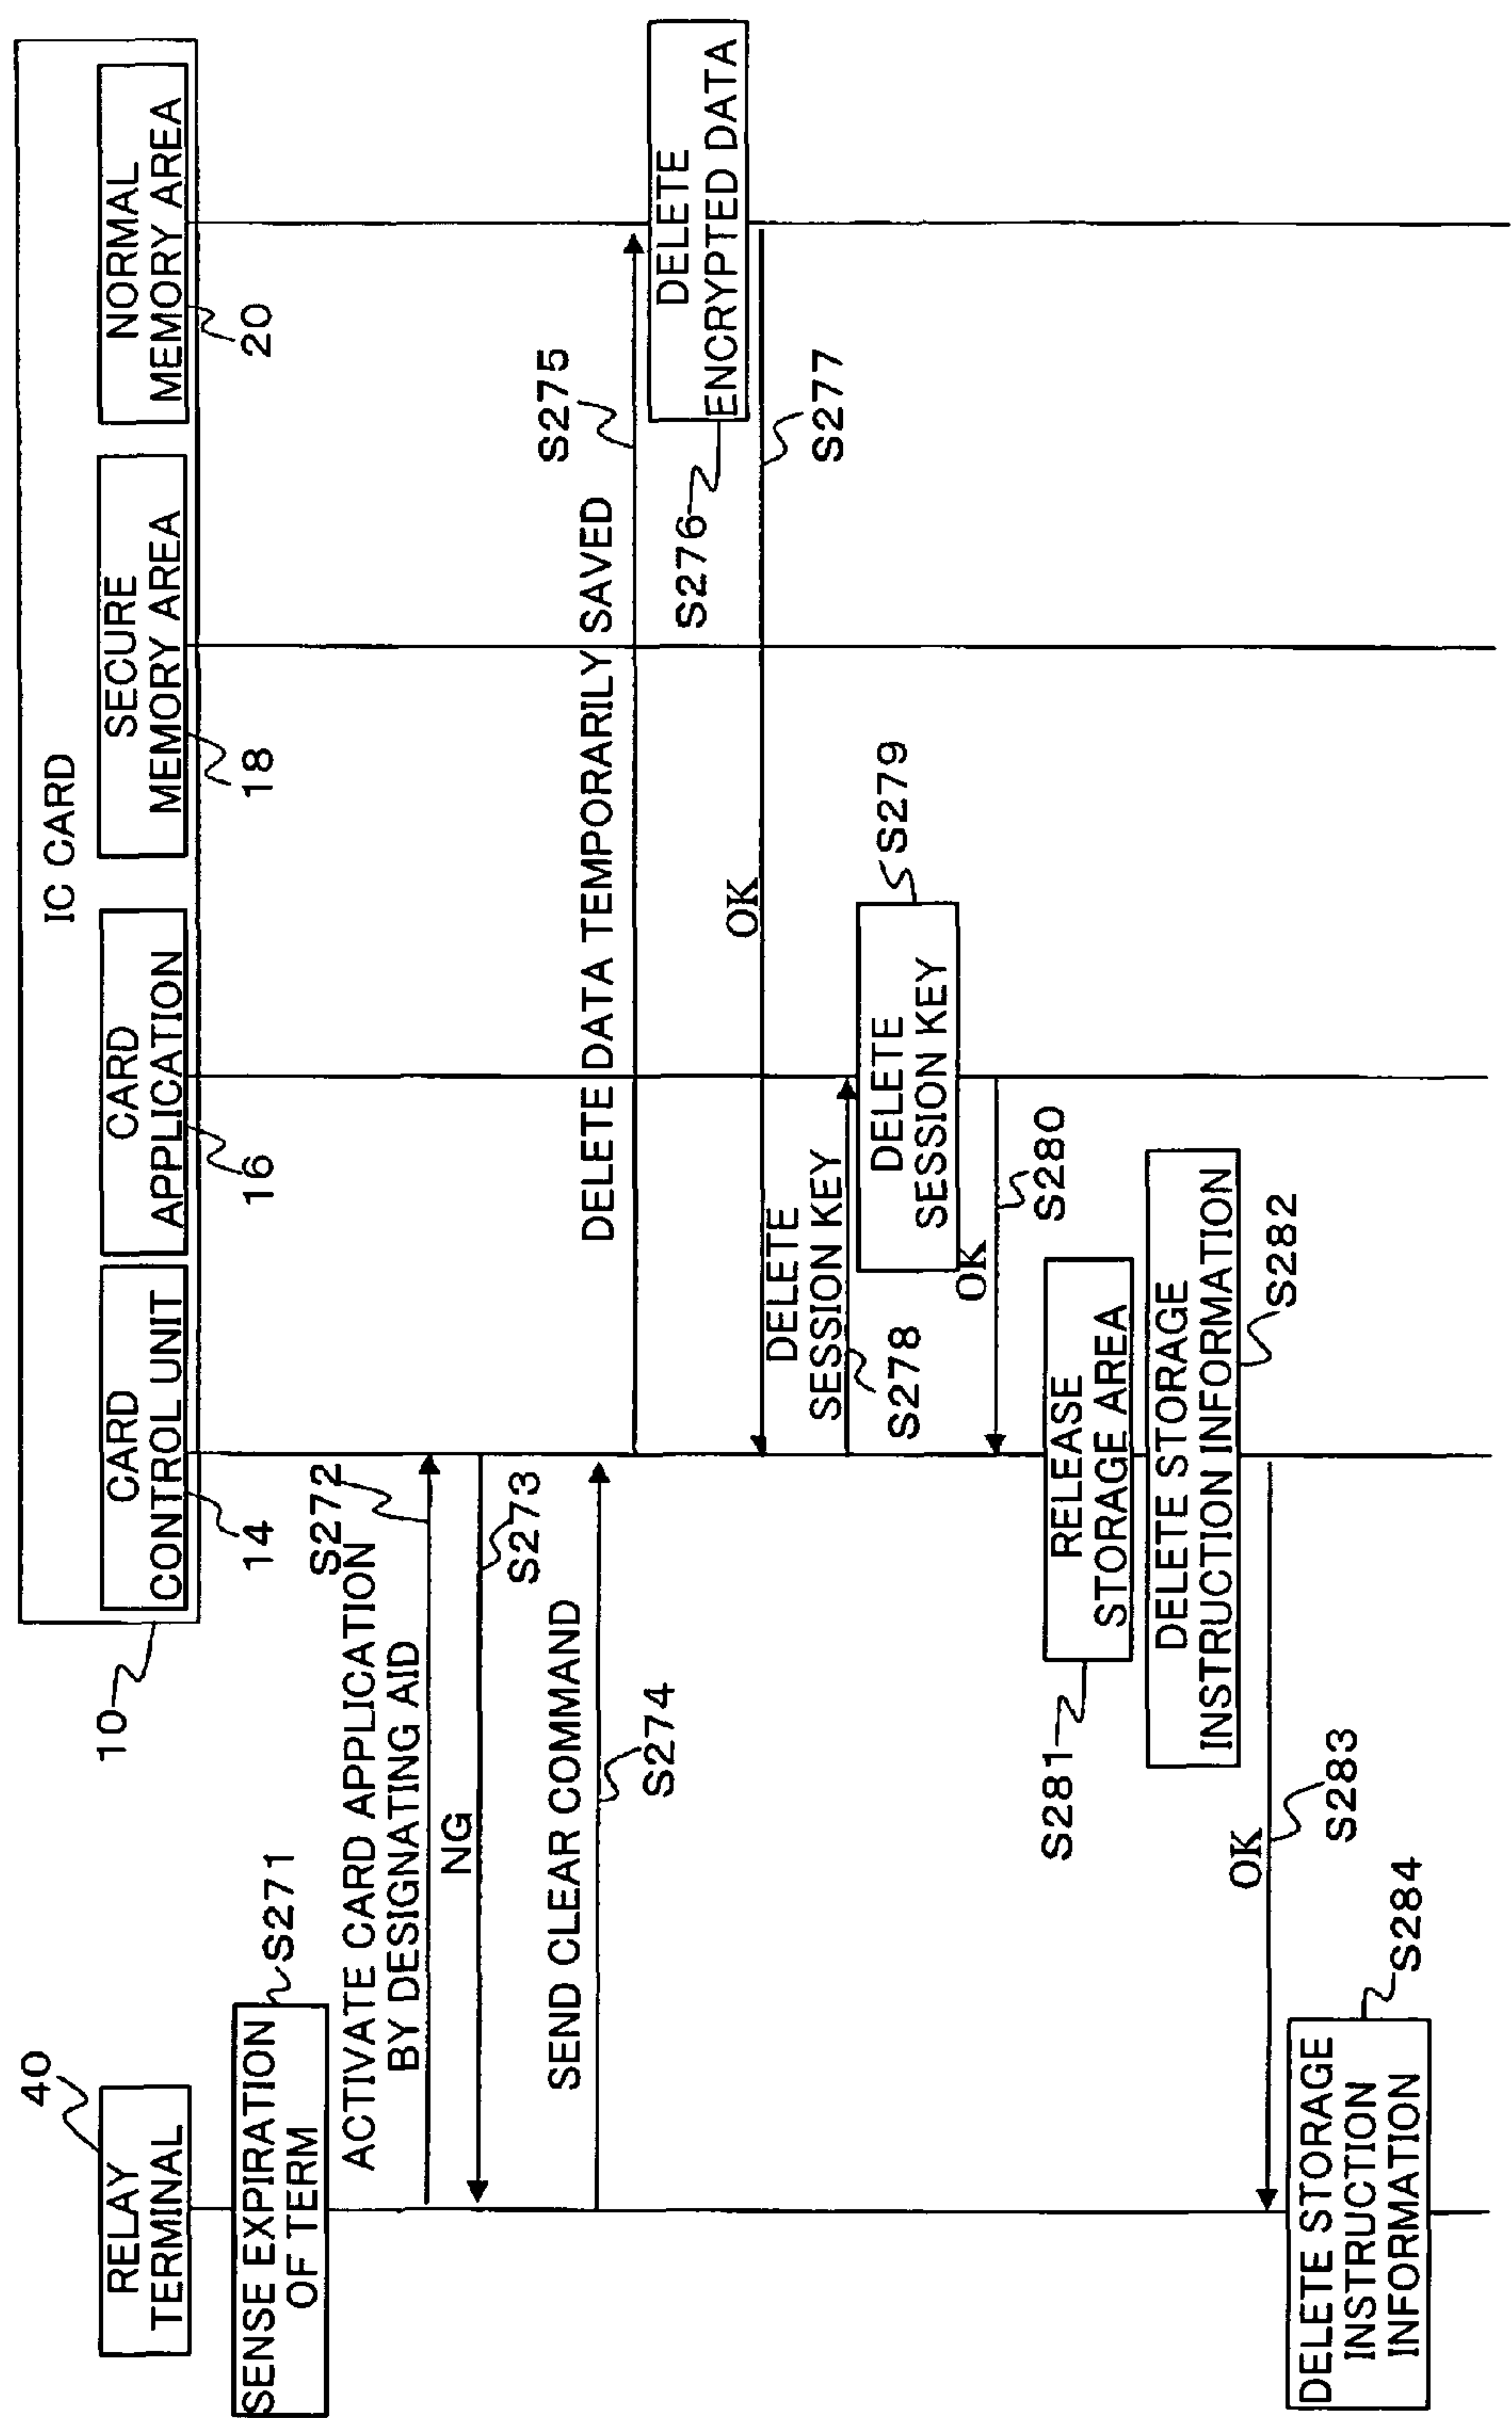 IC CARD
RELAY
TERMINAL
40
10
CARD
CONTROL UNIT
14
CARD
APPLICATION
16
SECURE
MEMORY AREA
18
NORMAL
MEMORY AREA
20
SENSE EXPIRATION
OF TERM
S271
ACTIVATE CARD APPLICATION
BY DESIGNATING AID
S272
NG
S273
SEND CLEAR COMMAND
S274
DELETE DATA TEMPORARILY SAVED
S275
DELETE
ENCRYPTED DATA
S276
OK
S277
DELETE
SESSION KEY
S278
DELETE
SESSION KEY
S279
OK
S280
RELEASE
STORAGE AREA
S281
DELETE STORAGE
INSTRUCTION INFORMATION
S282
OK
S283
DELETE STORAGE
INSTRUCTION
INFORMATION
S284